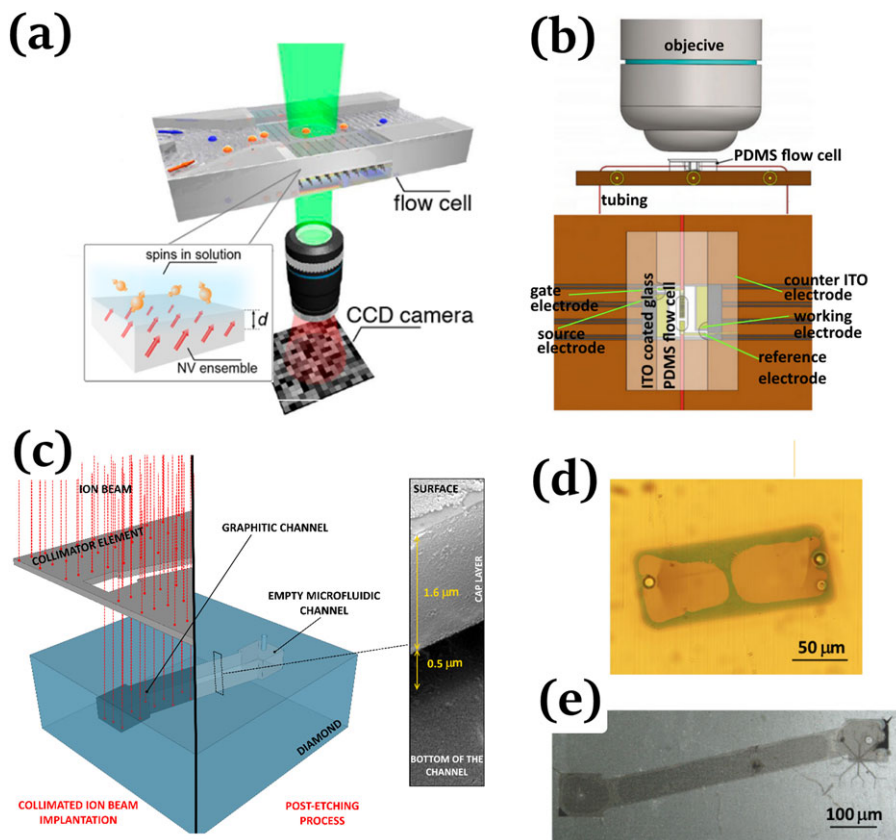 (a)
flow cell
spins in solution
d
NV ensemble
CCD camera
(b)
objecive
PDMS flow cell
tubing
gate
electrode
source
electrode
ITO coated glass
PDMS flow cell
counter ITO
electrode
working
electrode
reference
electrode
(c)
ION BEAM
COLLIMATOR ELEMENT
GRAPHITIC CHANNEL
EMPTY MICROFLUIDIC
CHANNEL
DIAMOND
COLLIMATED ION BEAM
IMPLANTATION
POST-ETCHING
PROCESS
SURFACE
CAP LAYER
1.6 µm
0.5 µm
BOTTOM OF THE
CHANNEL
(d)
50 µm
(e)
100 µm